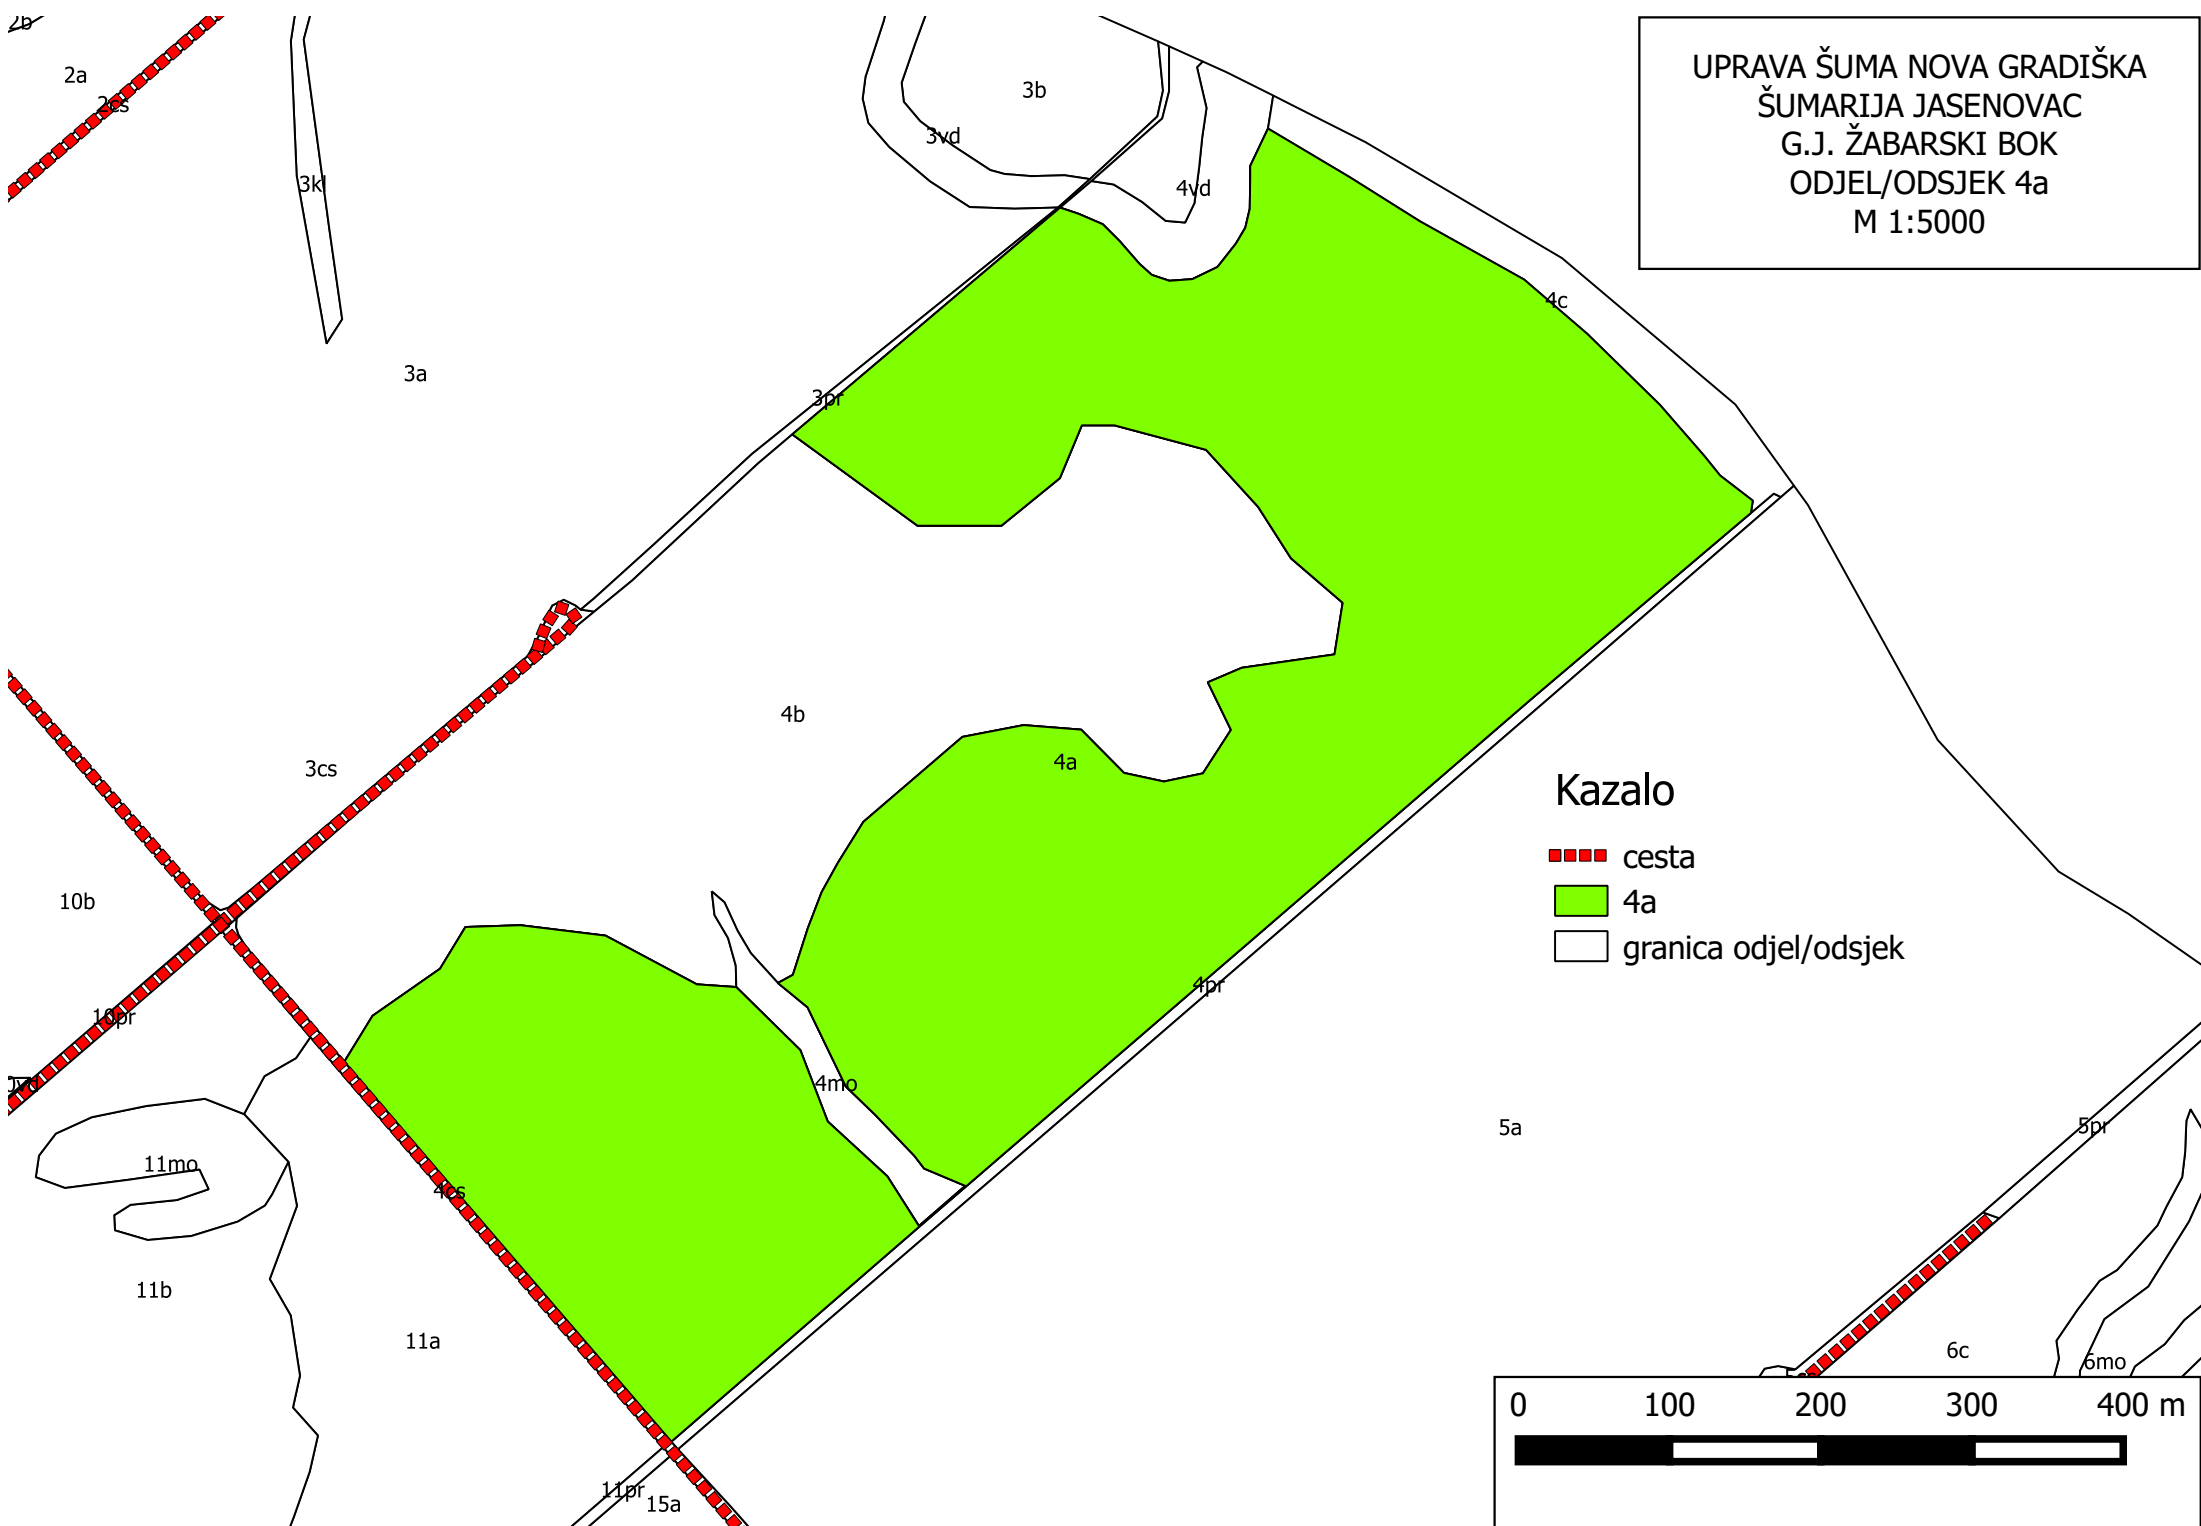 2b
2a
2cs
3kl
3b
3vd
4vd
UPRAVA ŠUMA NOVA GRADIŠKA
ŠUMARIJA JASENOVAC
G.J. ŽABARSKI BOK
ODJEL/ODSJEK 4a
M 1:5000
4c
3a
3pr
4b
4a
3cs
Kazalo
cesta
4a
granica odjel/odsjek
10b
4pr
10pr
4mo
5a
5pr
11mo
4cs
11b
11a
6c
6mo
0 100 200 300 400 m
11pr
15a